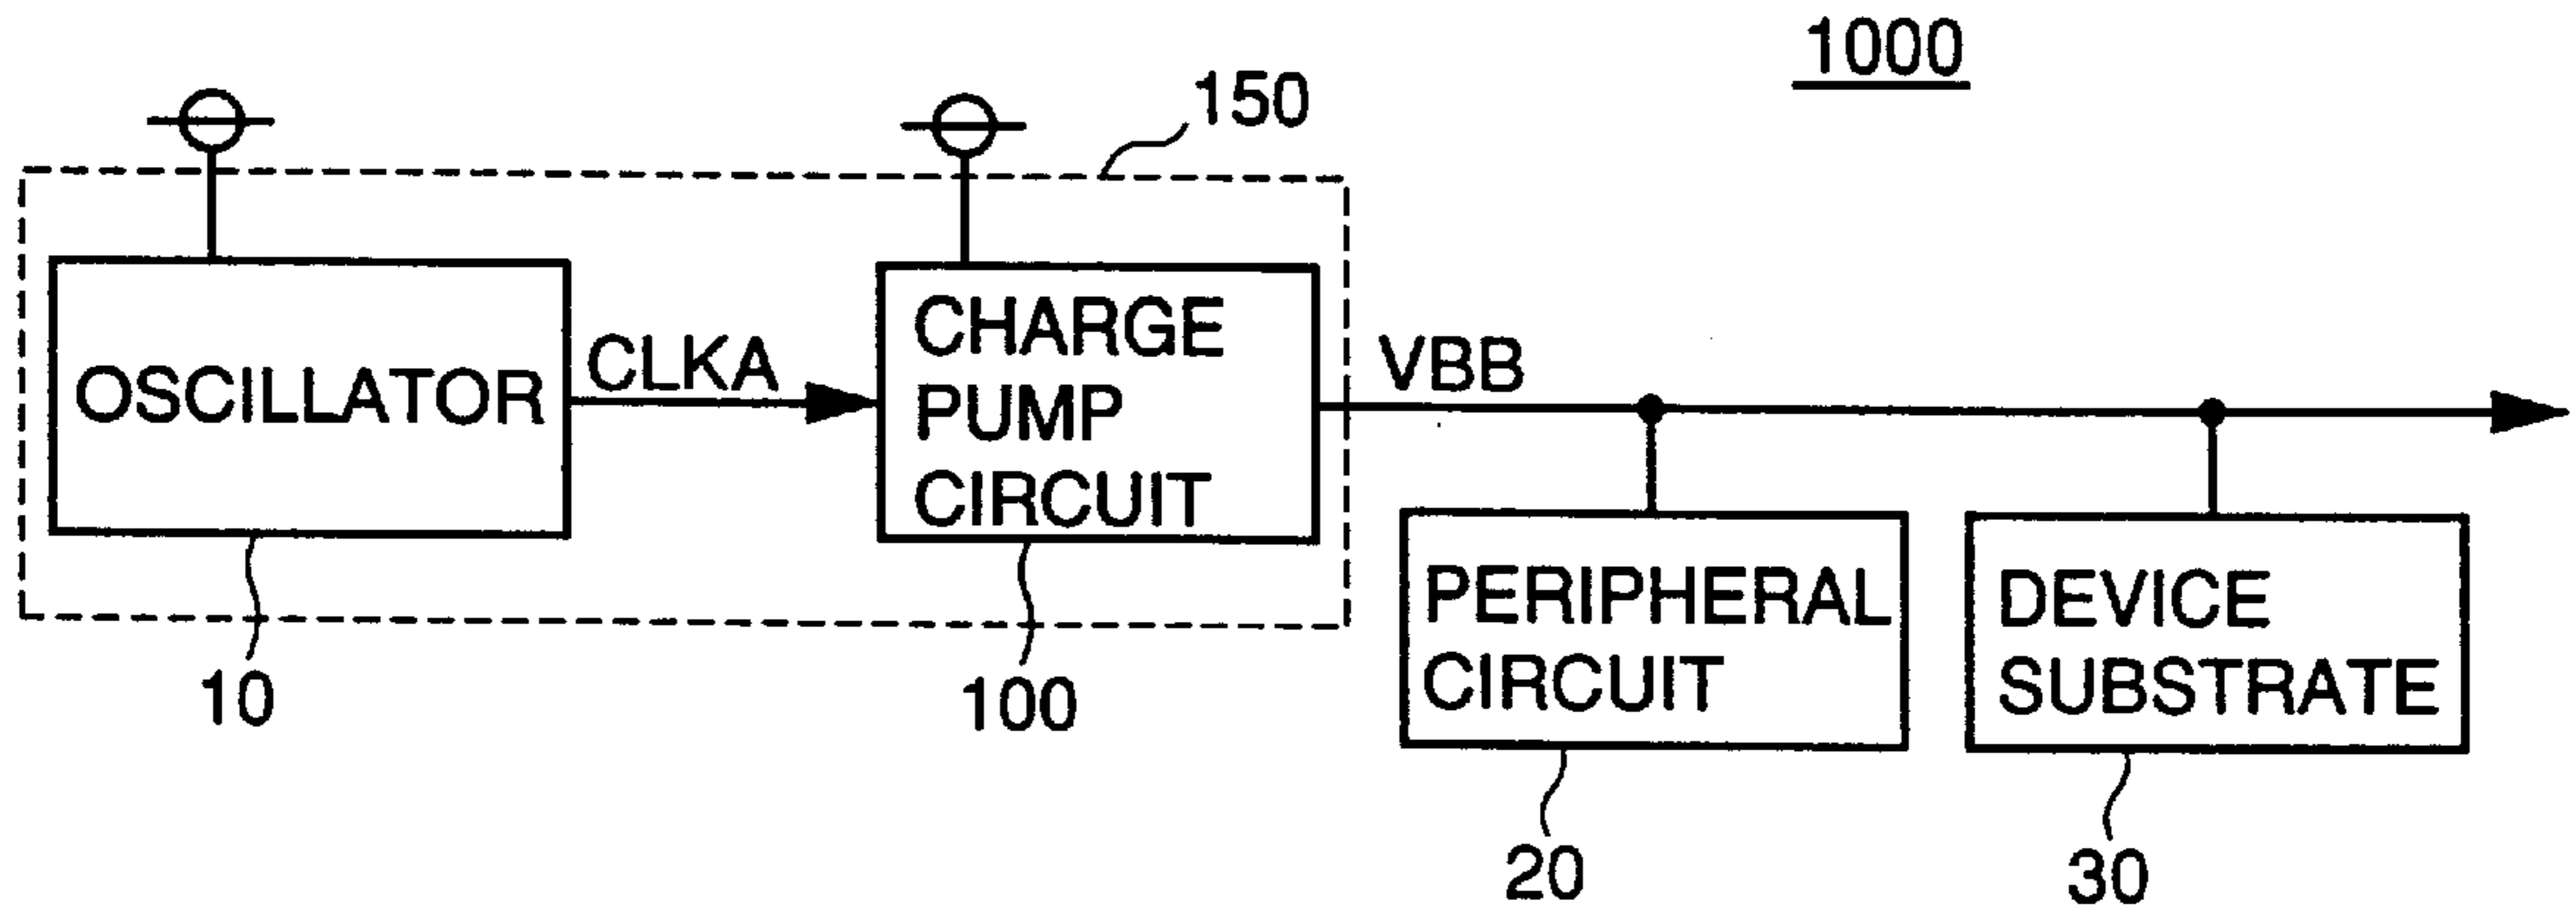 1000
150
OSCILLATOR
CLKA
CHARGE
PUMP
CIRCUIT
VBB
PERIPHERAL
CIRCUIT
DEVICE
SUBSTRATE
10
100
20
30